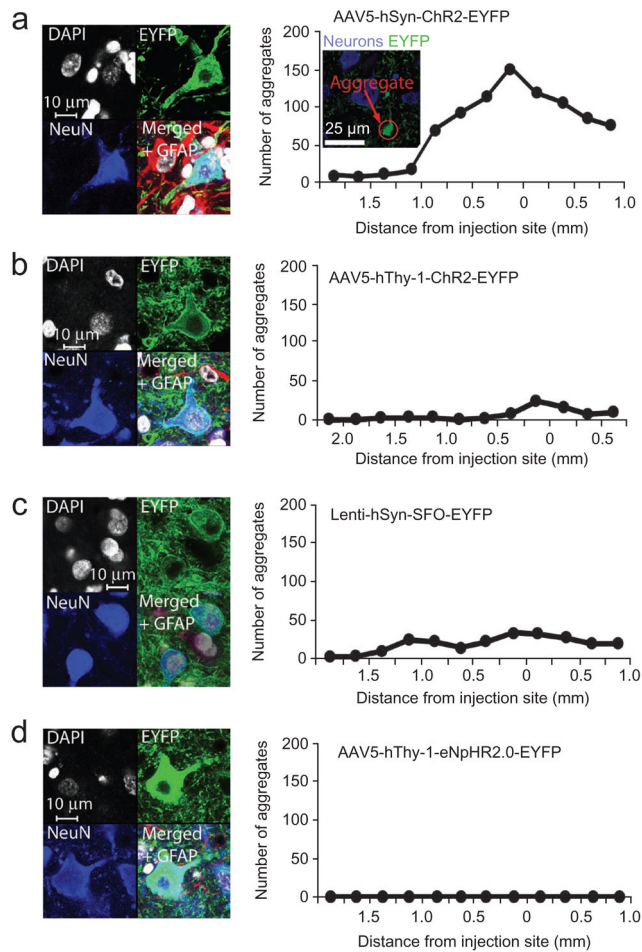 a
DAPI
EYFP
10 μm
NeuN
Merged
+ GFAP
AAV5-hSyn-ChR2-EYFP
Number of aggregates
200
150
100
50
0
Neurons EYFP
Aggregate
25 μm
1.5 1.0 0.5 0 0.5 1.0
Distance from injection site (mm)
b
DAPI
EYFP
10 μm
NeuN
Merged
+ GFAP
AAV5-hThy-1-ChR2-EYFP
Number of aggregates
200
150
100
50
0
2.0 1.5 1.0 0.5 0 0.5
Distance from injection site (mm)
c
DAPI
EYFP
10 μm
NeuN
Merged
+ GFAP
Lenti-hSyn-SFO-EYFP
Number of aggregates
200
150
100
50
0
1.5 1.0 0.5 0 0.5 1.0
Distance from injection site (mm)
d
DAPI
EYFP
10 μm
NeuN
Merged
+ GFAP
AAV5-hThy-1-eNpHR2.0-EYFP
Number of aggregates
200
150
100
50
0
1.5 1.0 0.5 0 0.5 1.0
Distance from injection site (mm)